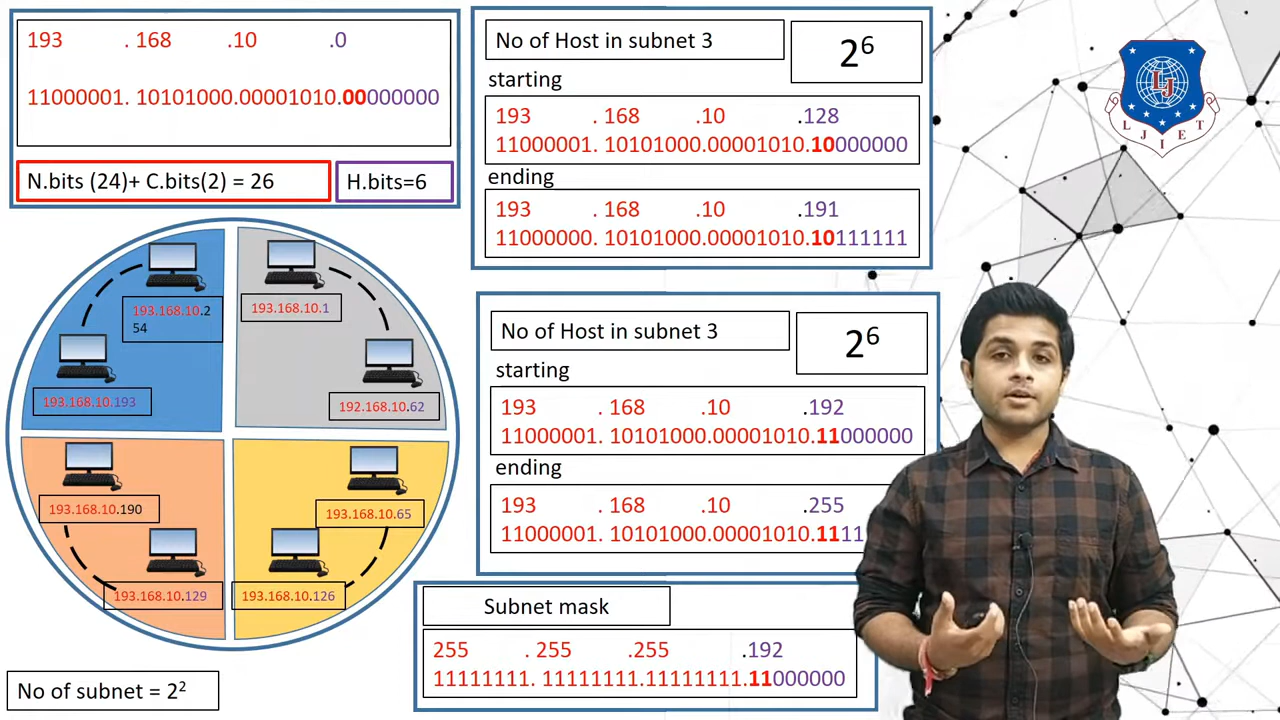 193 . 168 .10 .0
11000001. 10101000.00001010.00000000
N.bits (24)+ C.bits(2) = 26
H.bits=6
No of Host in subnet 3
2⁶
starting
193 . 168 .10 .128
11000001. 10101000.00001010.10000000
ending
193 . 168 .10 .191
11000000. 10101000.00001010.10111111
LJ
LJIET
193.168.10.2
54
193.168.10.193
193.168.10.1
192.168.10.62
193.168.10.190
193.168.10.129
193.168.10.65
193.168.10.126
No of Host in subnet 3
2⁶
starting
193 . 168 .10 .192
11000001. 10101000.00001010.11000000
ending
193 . 168 .10 .255
11000001. 10101000.00001010.111
Subnet mask
255 . 255 .255 .192
11111111. 11111111.11111111.11000000
No of subnet = 2²